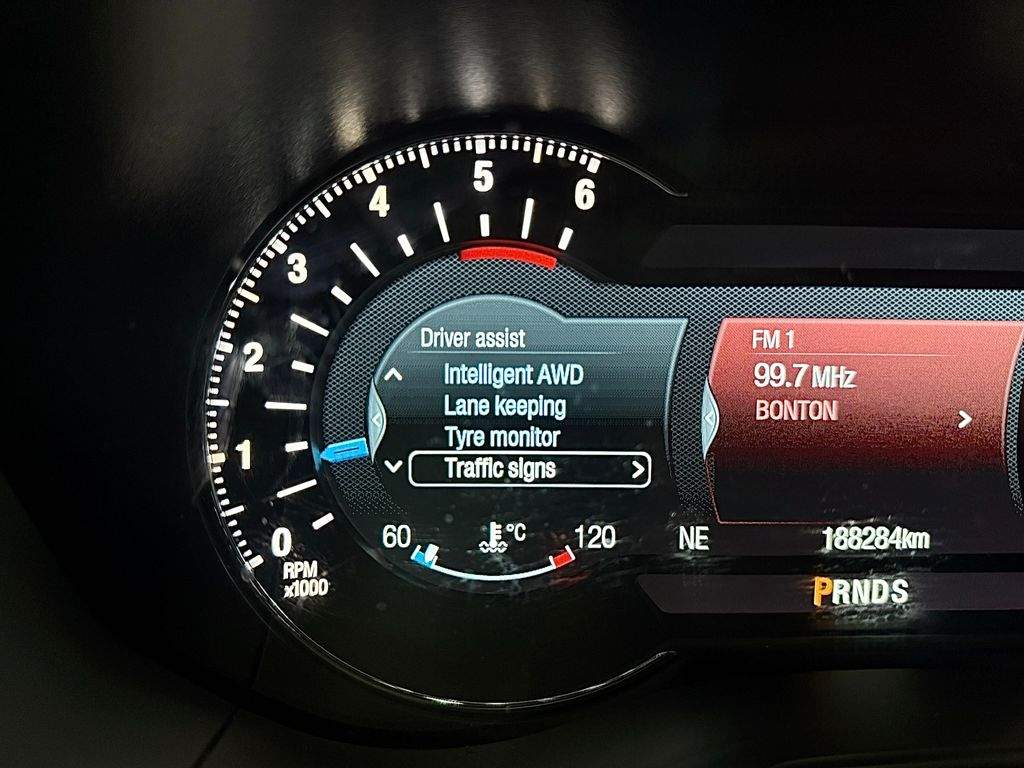 0
1
2
3
4
5
6
RPM
x1000
Driver assist
Intelligent AWD
Lane keeping
Tyre monitor
Traffic signs
60
°C
120
FM 1
99.7 MHz
BONTON
NE
188284km
PRNDS